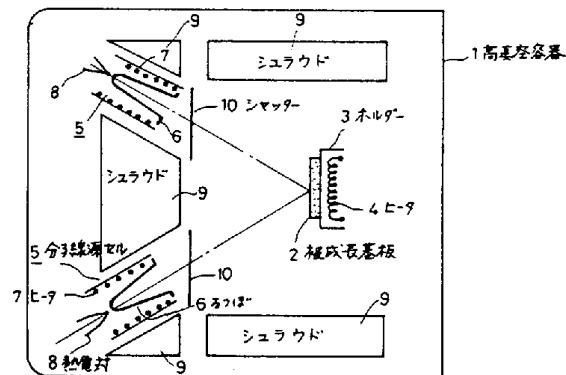 9
9
7
シュラウド
1 高真空容器
8
10 シャッター
5
6
3 ホルダー
シュラウド
9
4 ヒータ
2 被成長基板
5 分子線源セル
10
9
7 ヒータ
6 るつぼ
シュラウド
8 熱電対
9